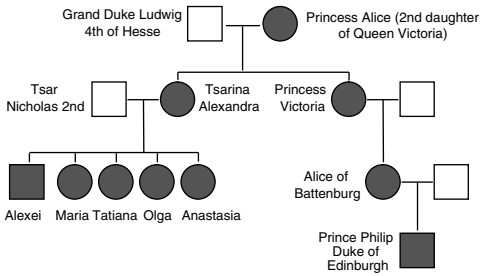 Grand Duke Ludwig
4th of Hesse
Princess Alice (2nd daughter
of Queen Victoria)
Tsar
Nicholas 2nd
Tsarina
Alexandra
Princess
Victoria
Alexei
Maria
Tatiana
Olga
Anastasia
Alice of
Battenburg
Prince Philip
Duke of
Edinburgh